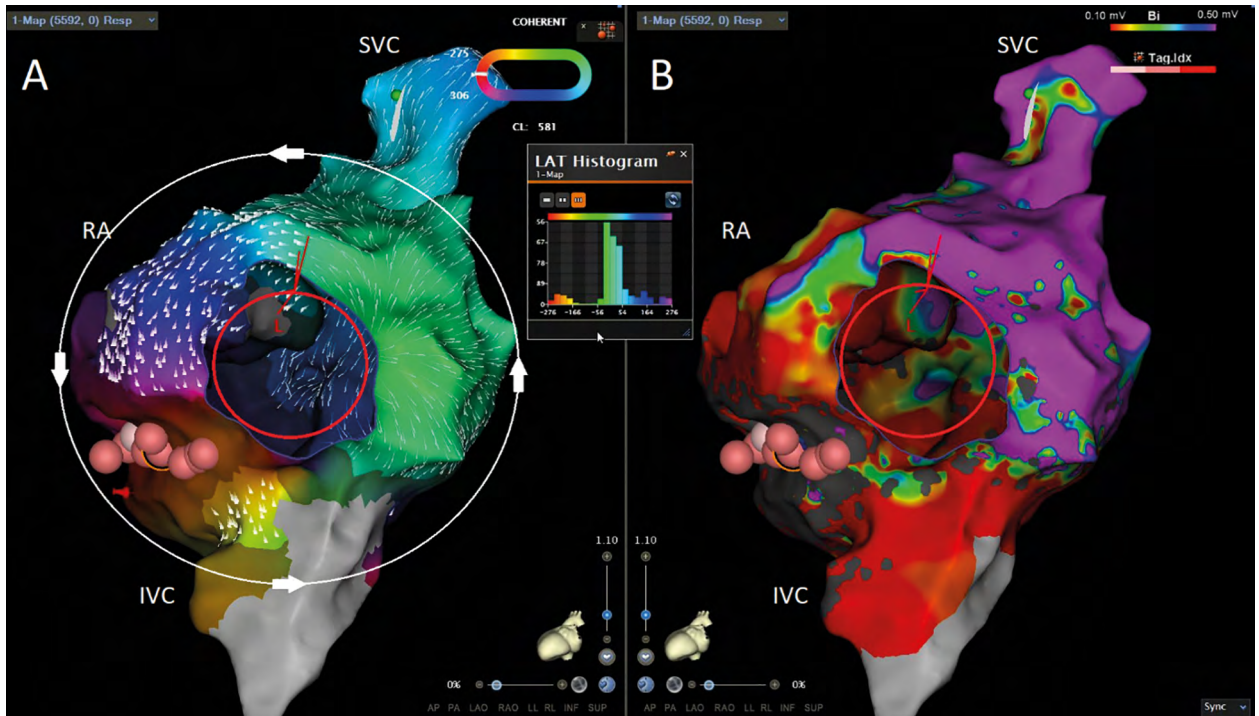 1-Map (5592, 0) Resp
COHERENT
SVC
A
-275
306
CL: 581
LAT Histogram
1-Map
56
67
78
89
0
-276 -166 -56 54 164 276
RA
IVC
1.10
0%
AP PA LAO RAO LL RL INF SUP
1-Map (5592, 0) Resp
0.10 mV Bi 0.50 mV
Tag.Idx
SVC
B
RA
IVC
1.10
0%
AP PA LAO RAO LL RL INF SUP
Sync